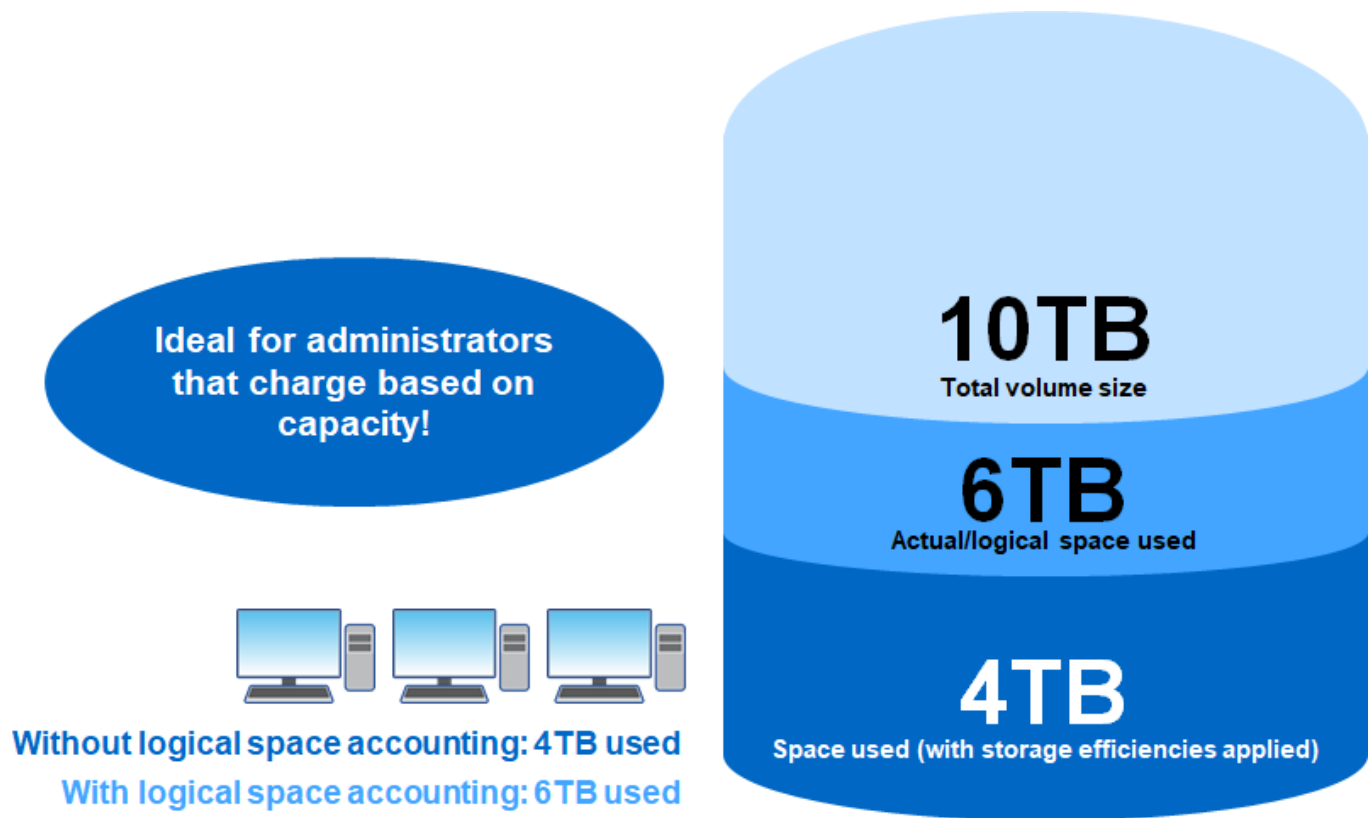 Ideal for administrators
that charge based on
capacity!
10TB
Total volume size
6TB
Actual/logical space used
4TB
Space used (with storage efficiencies applied)
Without logical space accounting: 4TB used
With logical space accounting: 6TB used